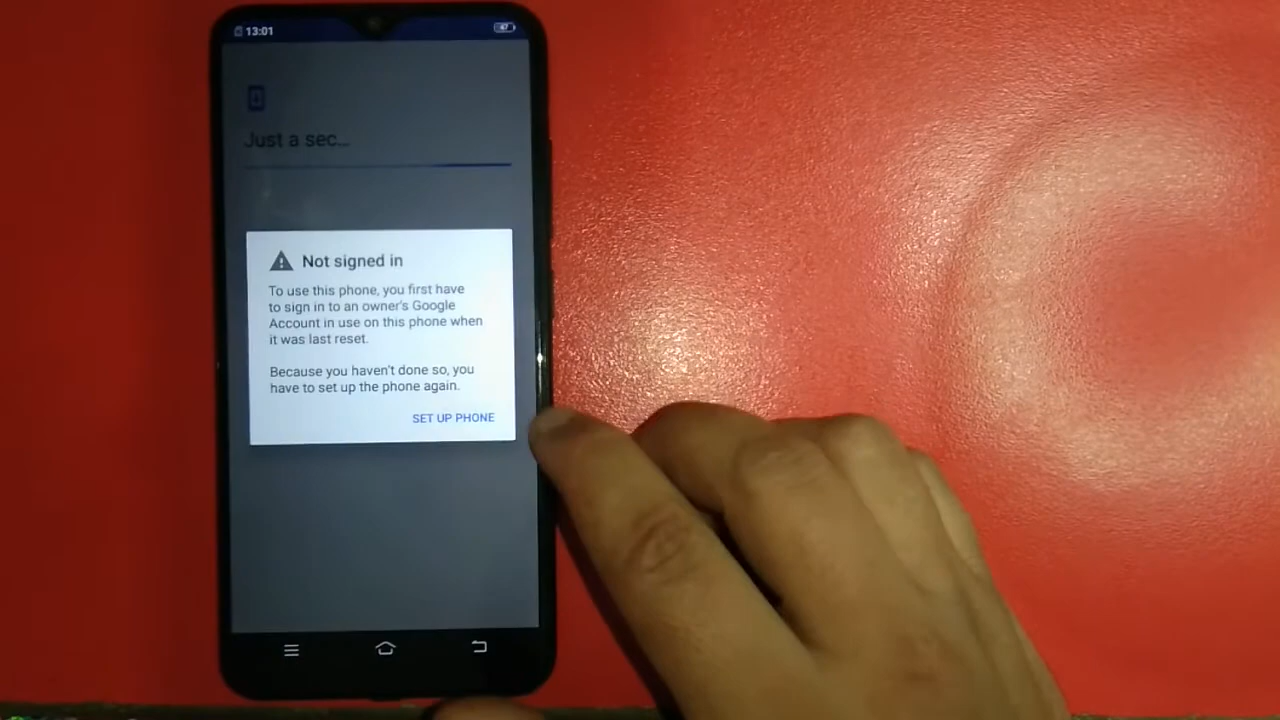 13:01
67
Just a sec...
Not signed in
To use this phone, you first have
to sign in to an owner's Google
Account in use on this phone when
it was last reset.
Because you haven't done so, you
have to set up the phone again.
SET UP PHONE